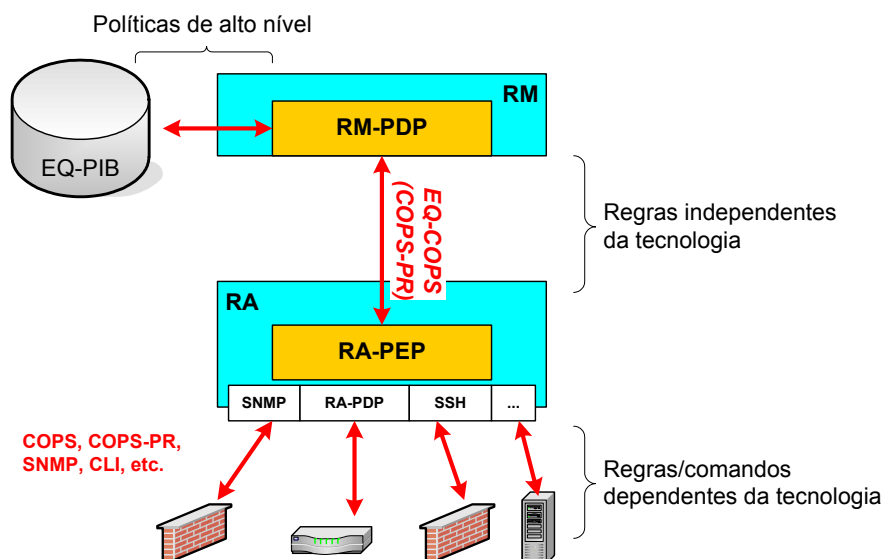 Políticas de alto nível
RM
RM-PDP
EQ-PIB
EQ-COPS
(COPS-PR)
Regras independentes
da tecnologia
RA
RA-PEP
SNMP
RA-PDP
SSH
...
COPS, COPS-PR,
SNMP, CLI, etc.
Regras/comandos
dependentes da tecnologia